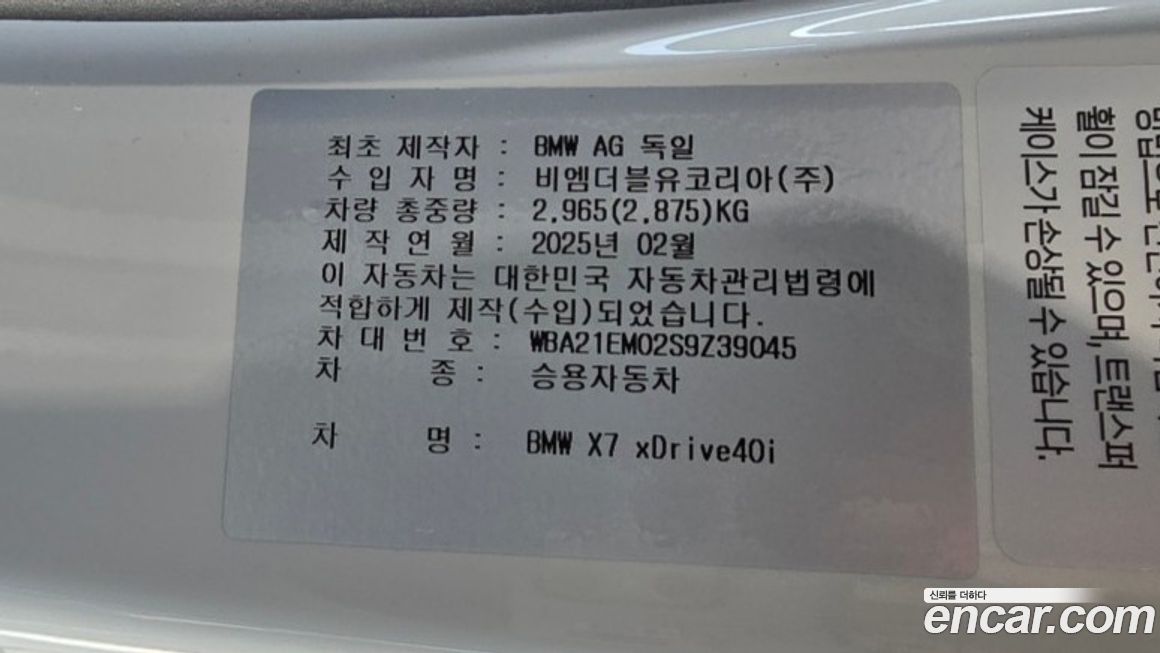 최초 제작자 : BMW AG 독일
수 입 자 명 : 비엠더블유코리아(주)
차량 총중량 : 2,965(2,875)KG
제 작 연 월 : 2025년 02월
이 자동차는 대한민국 자동차관리법령에
적합하게 제작(수입)되었습니다.
차 대 번 호 : WBA21EM02S9Z39045
차 종 : 승용자동차
차 명 : BMW X7 xDrive40i
휠이 잠길 수 있으며, 트랜스퍼
케이스가 손상될 수 있습니다.
신뢰를 더하다
encar.com